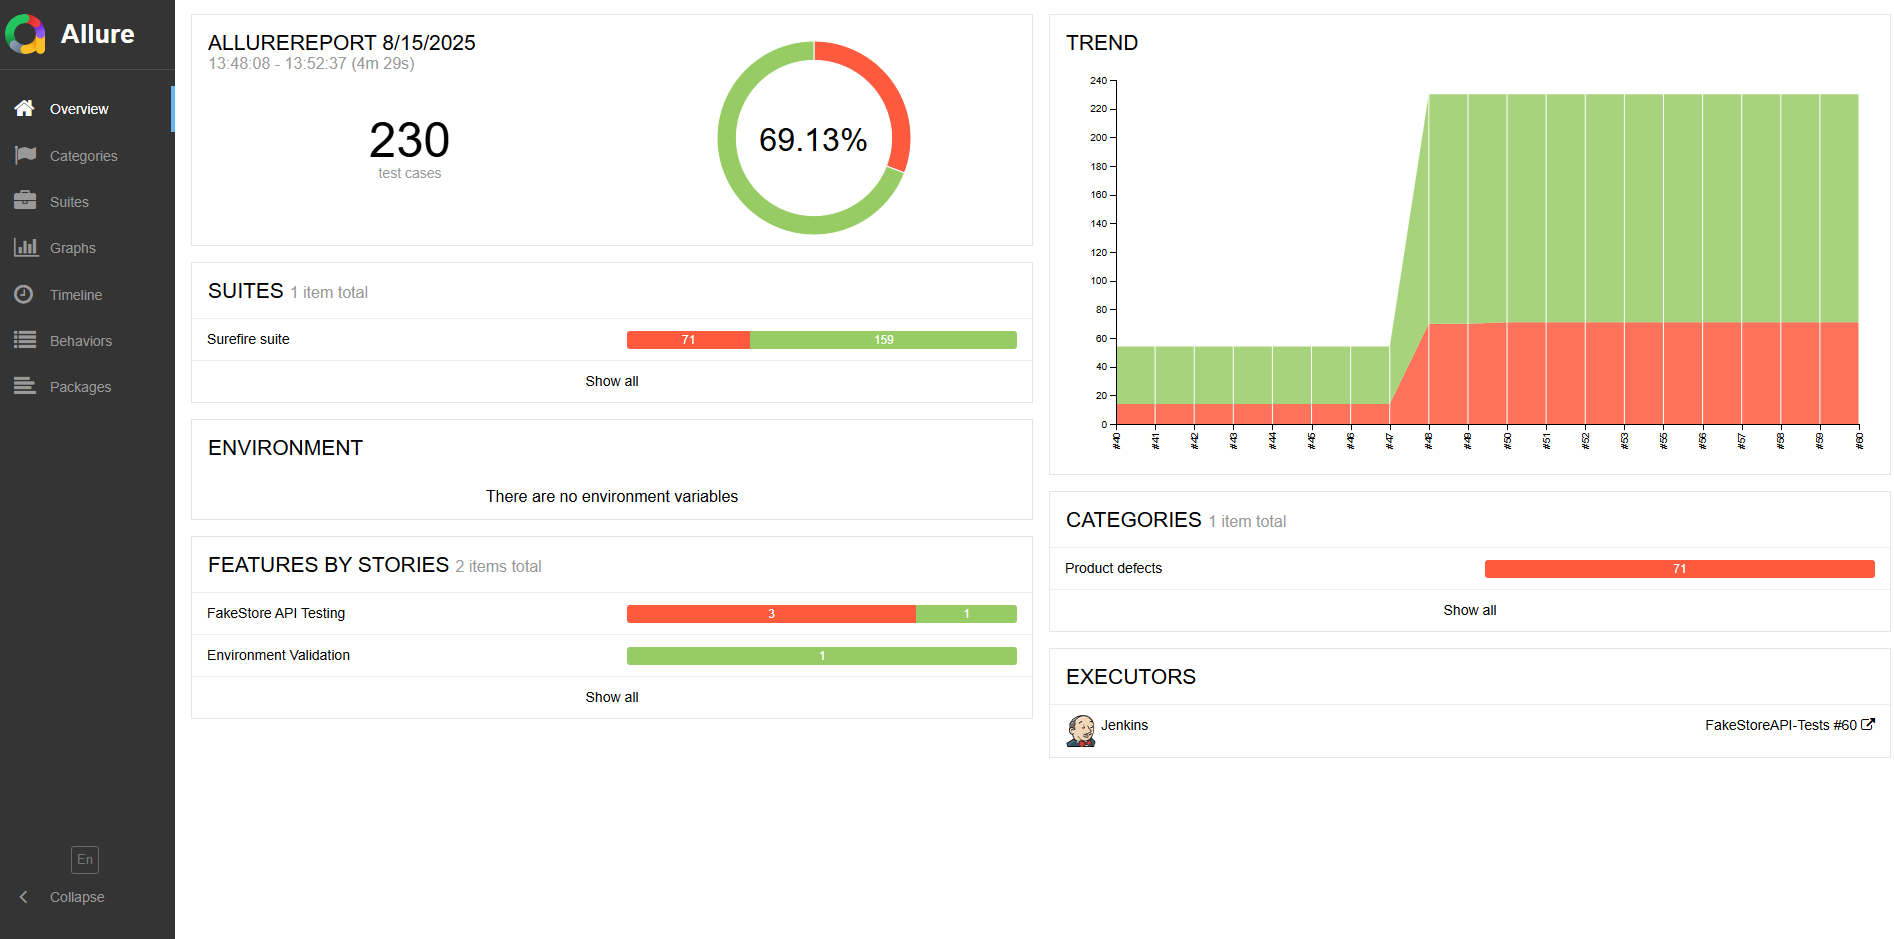 Allure
Overview
Categories
Suites
Graphs
Timeline
Behaviors
Packages
En
Collapse
ALLUREREPORT 8/15/2025
13:48:08 - 13:52:37 (4m 29s)
230
test cases
69.13%
SUITES 1 item total
Surefire suite 71 159
Show all
ENVIRONMENT
There are no environment variables
FEATURES BY STORIES 2 items total
FakeStore API Testing 3 1
Environment Validation 1
Show all
TREND
240
220
200
180
160
140
120
100
80
60
40
20
0
#40 #41 #42 #43 #44 #45 #46 #47 #48 #49 #50 #51 #52 #53 #55 #56 #57 #58 #59 #60
CATEGORIES 1 item total
Product defects 71
Show all
EXECUTORS
Jenkins FakeStoreAPI-Tests #60